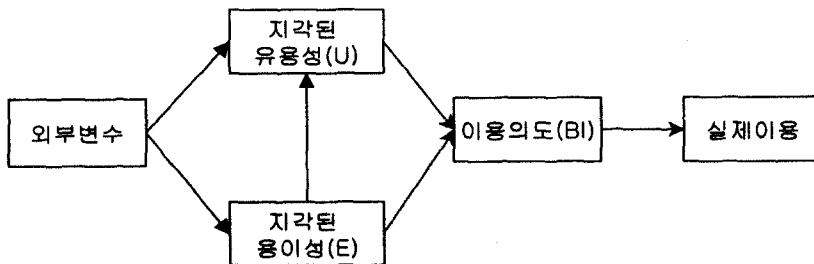 지각된
유용성(U)
외부변수
이용의도(BI)
실제이용
지각된
용이성(E)